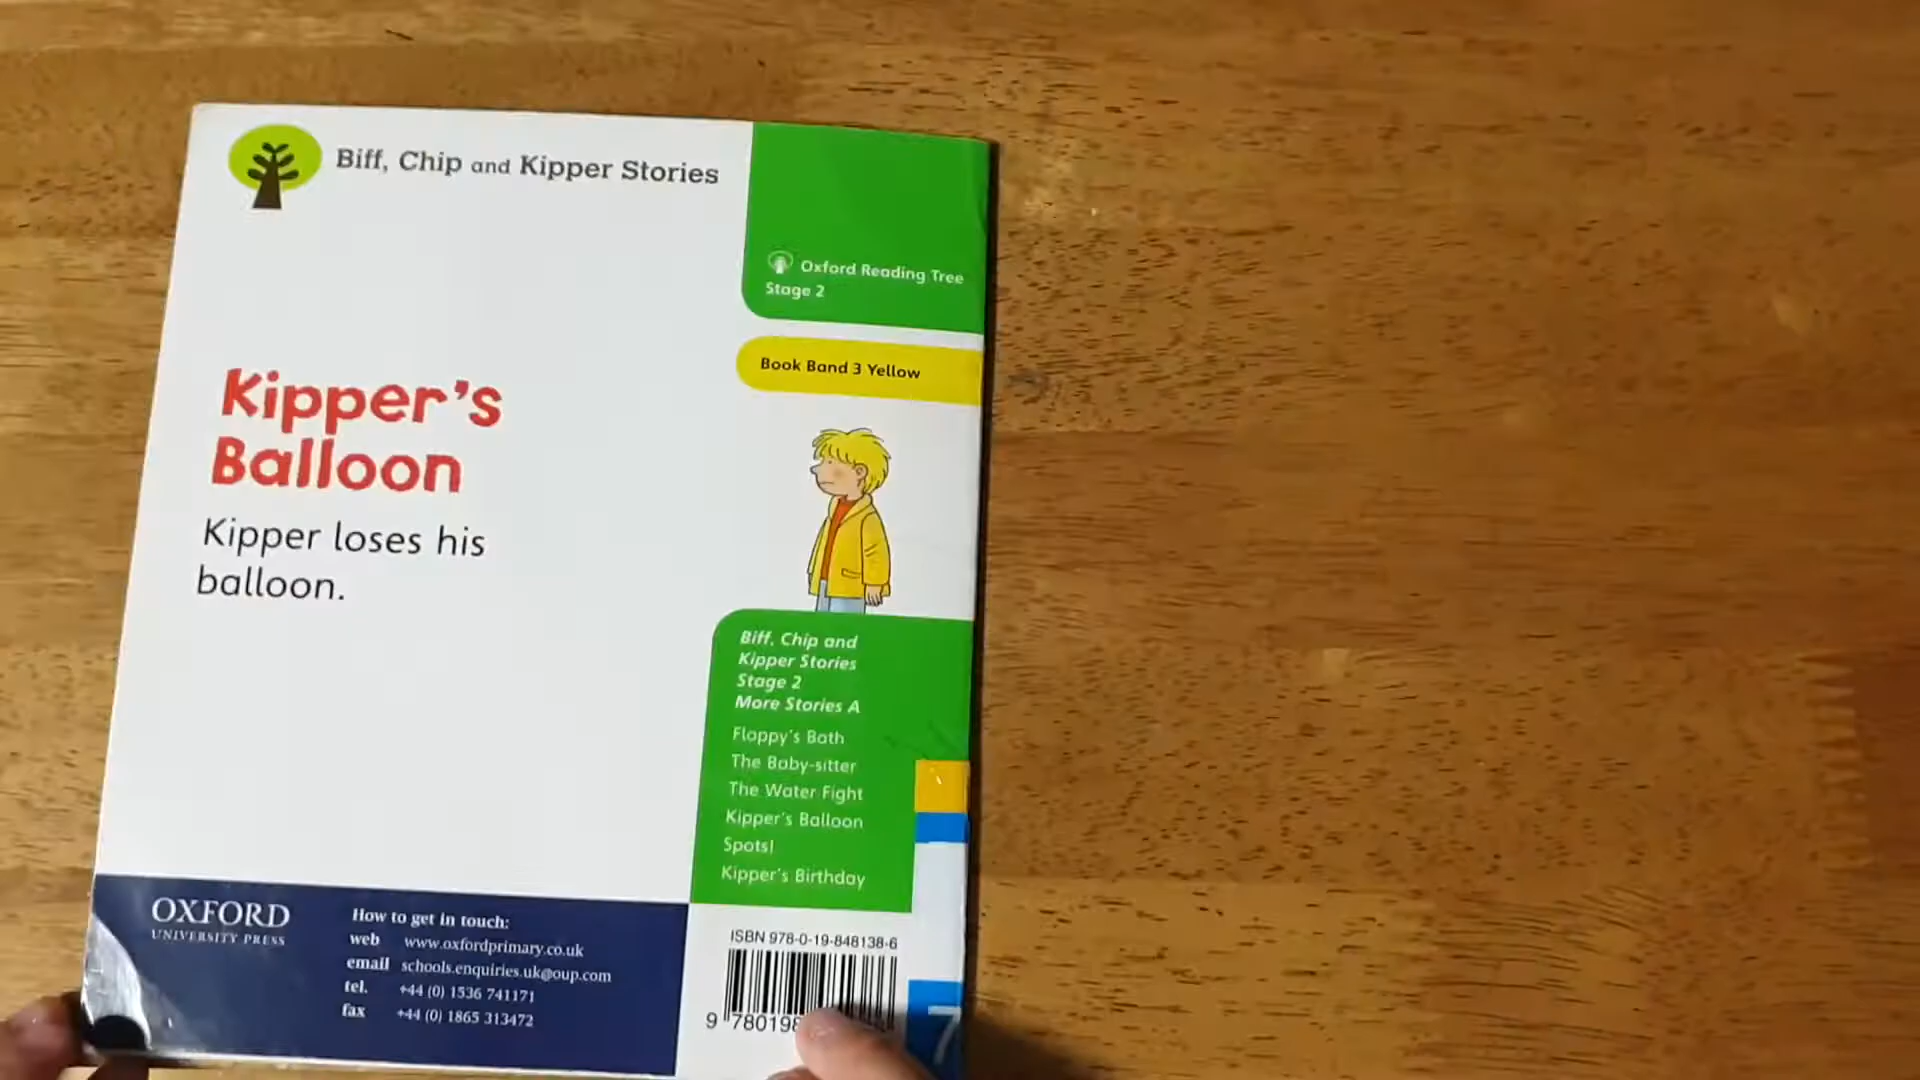 Biff, Chip and Kipper Stories
Oxford Reading Tree
Stage 2
Book Band 3 Yellow
Kipper's
Balloon
Kipper loses his
balloon.
Biff, Chip and
Kipper Stories
Stage 2
More Stories A
Floppy's Bath
The Baby-sitter
The Water Fight
Kipper's Balloon
Spots!
Kipper's Birthday
OXFORD
UNIVERSITY PRESS
How to get in touch:
web www.oxfordprimary.co.uk
email schools.enquiries.uk@oup.com
tel. +44 (0) 1536 741171
fax +44 (0) 1865 313472
ISBN 978-0-19-848138-6
9 780198
7